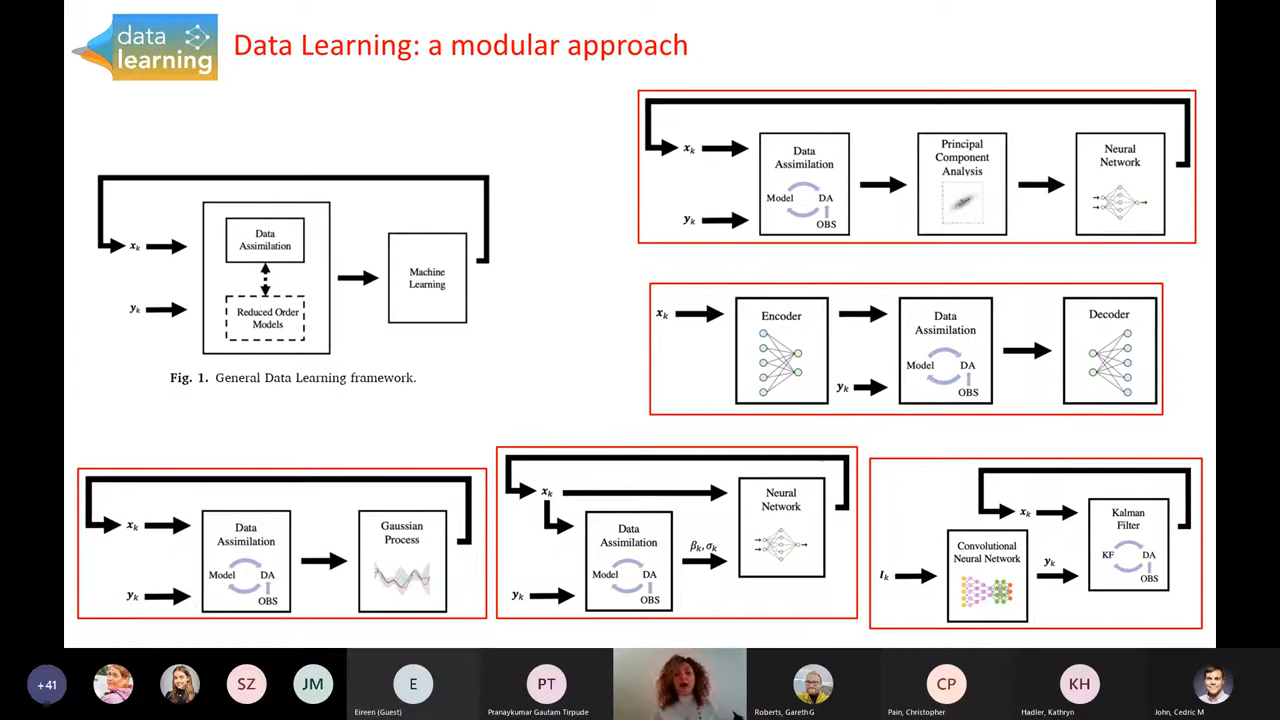 data
learning
Data Learning: a modular approach
x_k
y_k
Data
Assimilation
Reduced Order
Models
Machine
Learning
Fig. 1. General Data Learning framework.
x_k
y_k
Data
Assimilation
Model
DA
OBS
Principal
Component
Analysis
Neural
Network
x_k
Encoder
y_k
Data
Assimilation
Model
DA
OBS
Decoder
x_k
y_k
Data
Assimilation
Model
DA
OBS
Gaussian
Process
x_k
y_k
Data
Assimilation
Model
DA
OBS
β_k, σ_k
Neural
Network
I_k
Convolutional
Neural Network
x_k
y_k
Kalman
Filter
KF
DA
OBS
+41
SZ
JM
E
Eireen (Guest)
PT
Pranaykumar Gautam Tirpude
Roberts, Gareth G
CP
Pain, Christopher
KH
Hadler, Kathryn
John, Cedric M